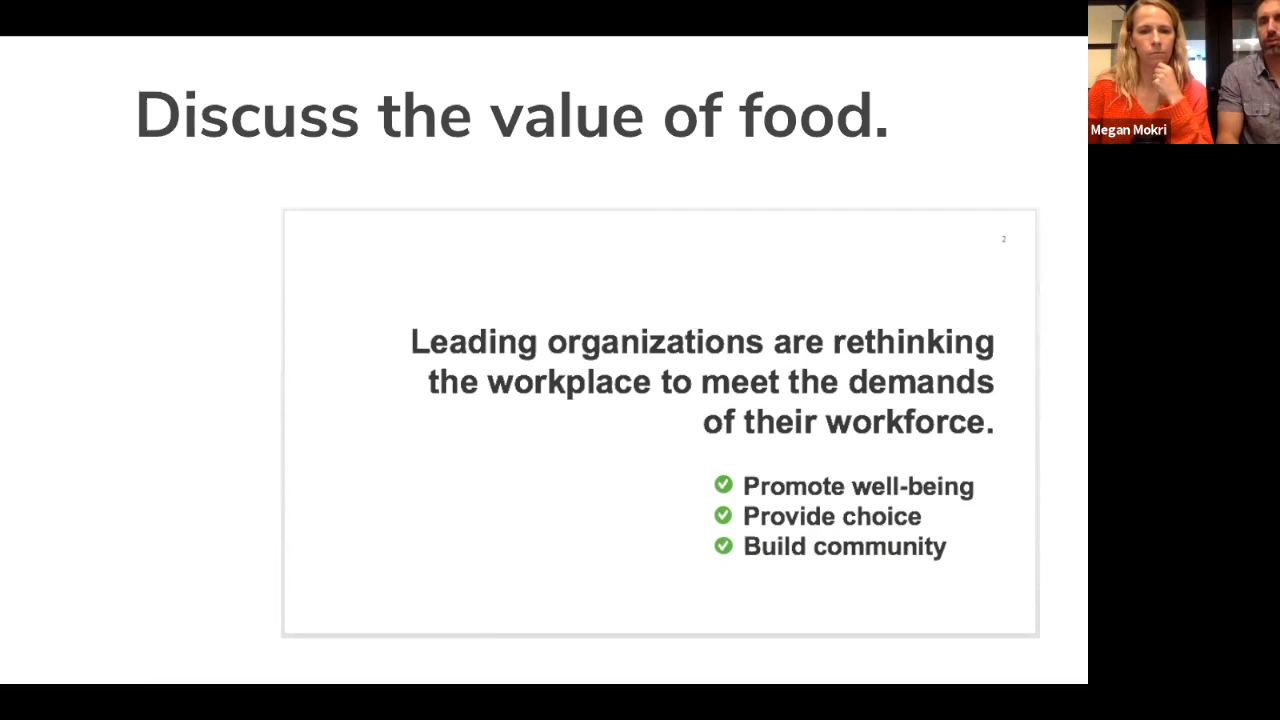 Discuss the value of food.
Megan Mokri
2
Leading organizations are rethinking
the workplace to meet the demands
of their workforce.
Promote well-being
Provide choice
Build community